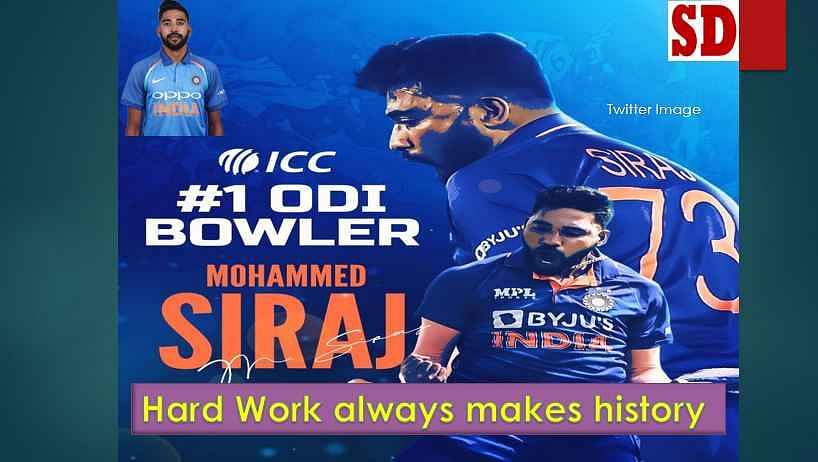 SD
oppo
INDIA
Twitter Image
ICC
#1 ODI
BOWLER
SIRAJ
73
MOHAMMED
SIRAJ
BYJU'S
MPL
BYJU'S
INDIA
Hard Work always makes history